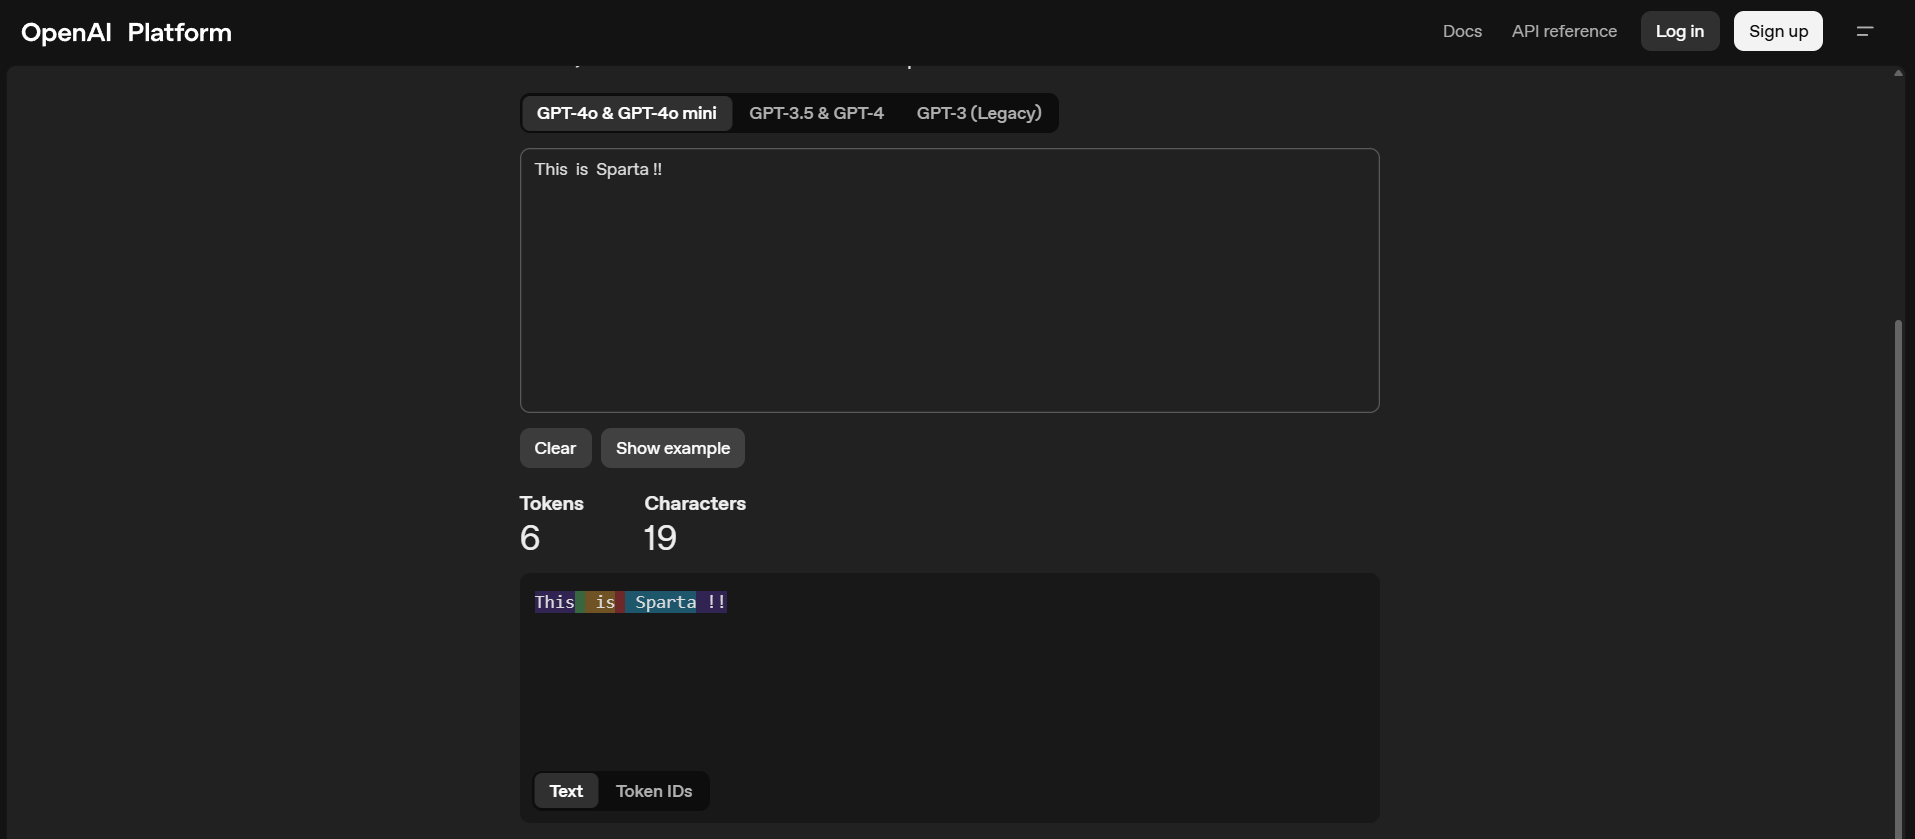 OpenAI Platform Docs API reference Log in Sign up
GPT-4o & GPT-4o mini GPT-3.5 & GPT-4 GPT-3 (Legacy)
This  is  Sparta !!
Clear Show example
Tokens Characters
6 19
This  is  Sparta !!
Text Token IDs